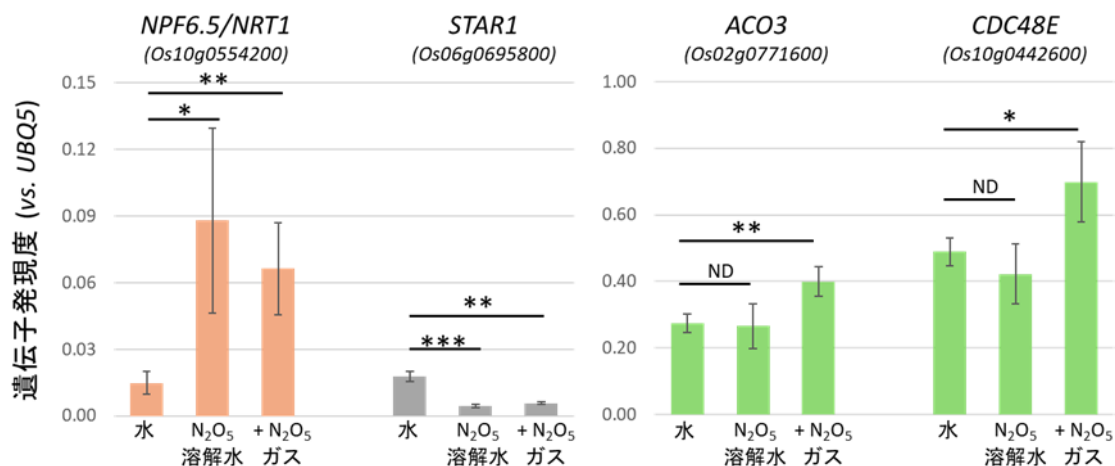 NPF6.5/NRT1
(Os10g0554200)
STAR1
(Os06g0695800)
ACO3
(Os02g0771600)
CDC48E
(Os10g0442600)
遺伝子発現度 (vs. UBQ5)
0.15
0.12
0.09
0.06
0.03
0.00
**
*
**
***
水
N₂O₅
溶解水
+ N₂O₅
ガス
水
N₂O₅
溶解水
+ N₂O₅
ガス
1.00
0.80
0.60
0.40
0.20
0.00
**
ND
*
ND
水
N₂O₅
溶解水
+ N₂O₅
ガス
水
N₂O₅
溶解水
+ N₂O₅
ガス